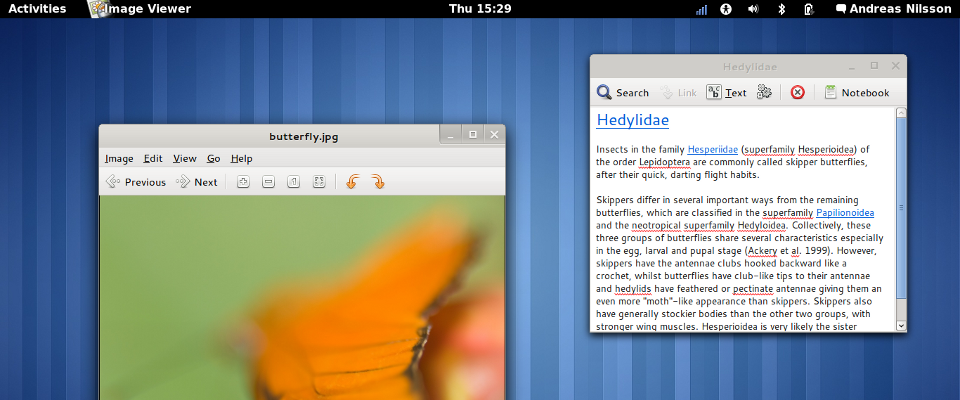 Activities Image Viewer Thu 15:29 Andreas Nilsson
butterfly.jpg
Image Edit View Go Help
Previous Next
Hedylidae
Search Link Text Notebook
Hedylidae
Insects in the family Hesperiidae (superfamily Hesperioidea) of
the order Lepidoptera are commonly called skipper butterflies,
after their quick, darting flight habits.
Skippers differ in several important ways from the remaining
butterflies, which are classified in the superfamily Papilionoidea
and the neotropical superfamily Hedyloidea. Collectively, these
three groups of butterflies share several characteristics especially
in the egg, larval and pupal stage (Ackery et al. 1999). However,
skippers have the antennae clubs hooked backward like a
crochet, whilst butterflies have club-like tips to their antennae
and hedylids have feathered or pectinate antennae giving them an
even more "moth"-like appearance than skippers. Skippers also
have generally stockier bodies than the other two groups, with
stronger wing muscles. Hesperioidea is very likely the sister